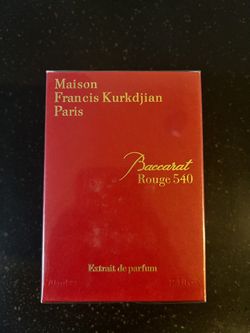 Maison
Francis Kurkdjian
Paris
Baccarat
Rouge 540
Extrait de parfum